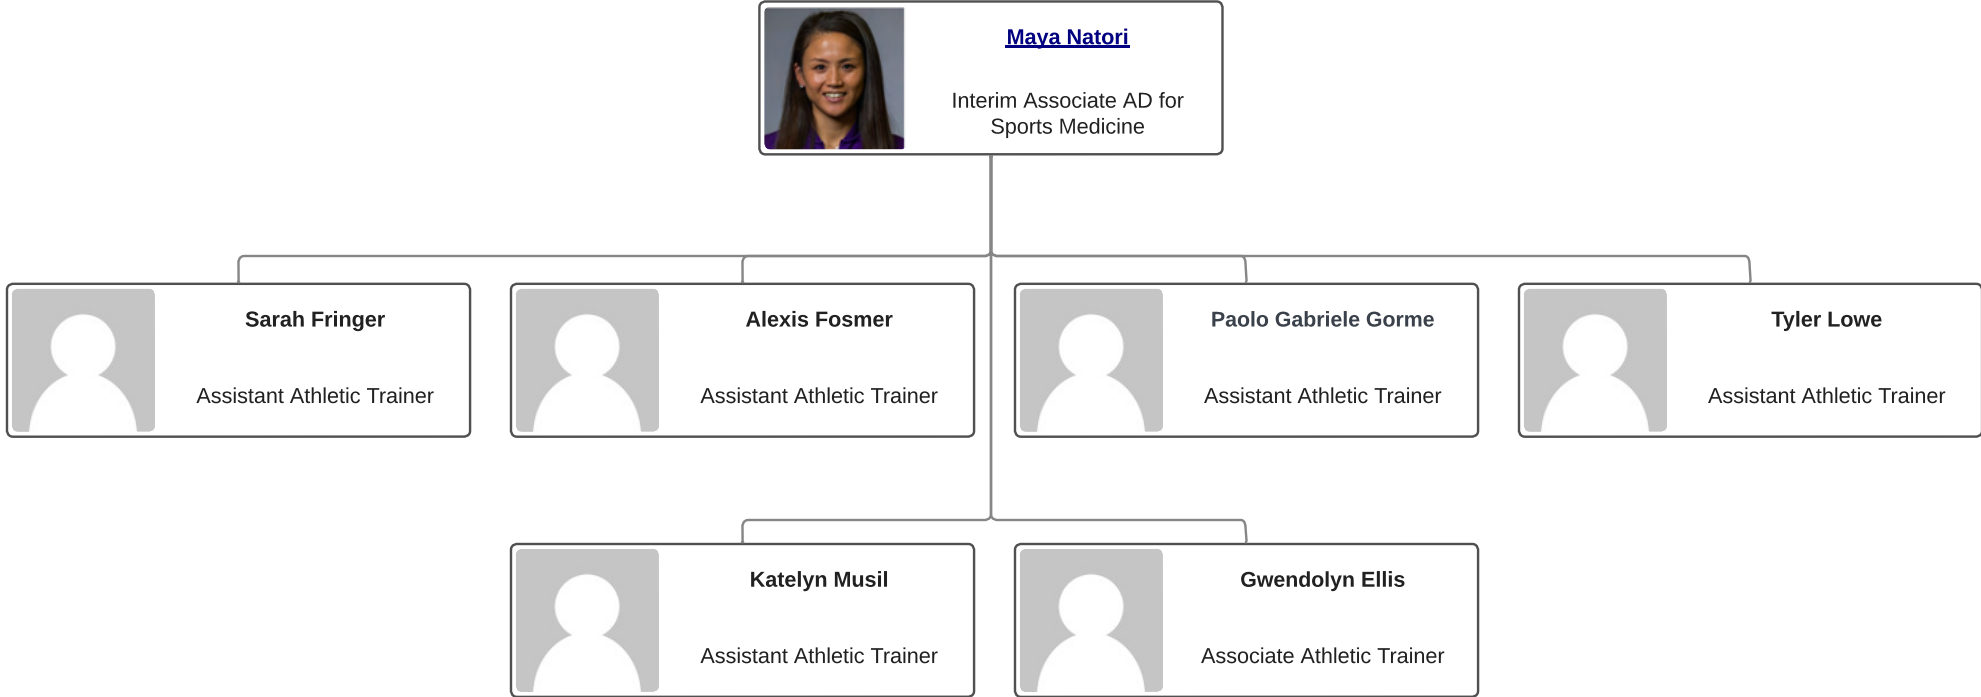 Maya Natori
Interim Associate AD for
Sports Medicine
Sarah Fringer
Assistant Athletic Trainer
Alexis Fosmer
Assistant Athletic Trainer
Paolo Gabriele Gorme
Assistant Athletic Trainer
Tyler Lowe
Assistant Athletic Trainer
Katelyn Musil
Assistant Athletic Trainer
Gwendolyn Ellis
Associate Athletic Trainer